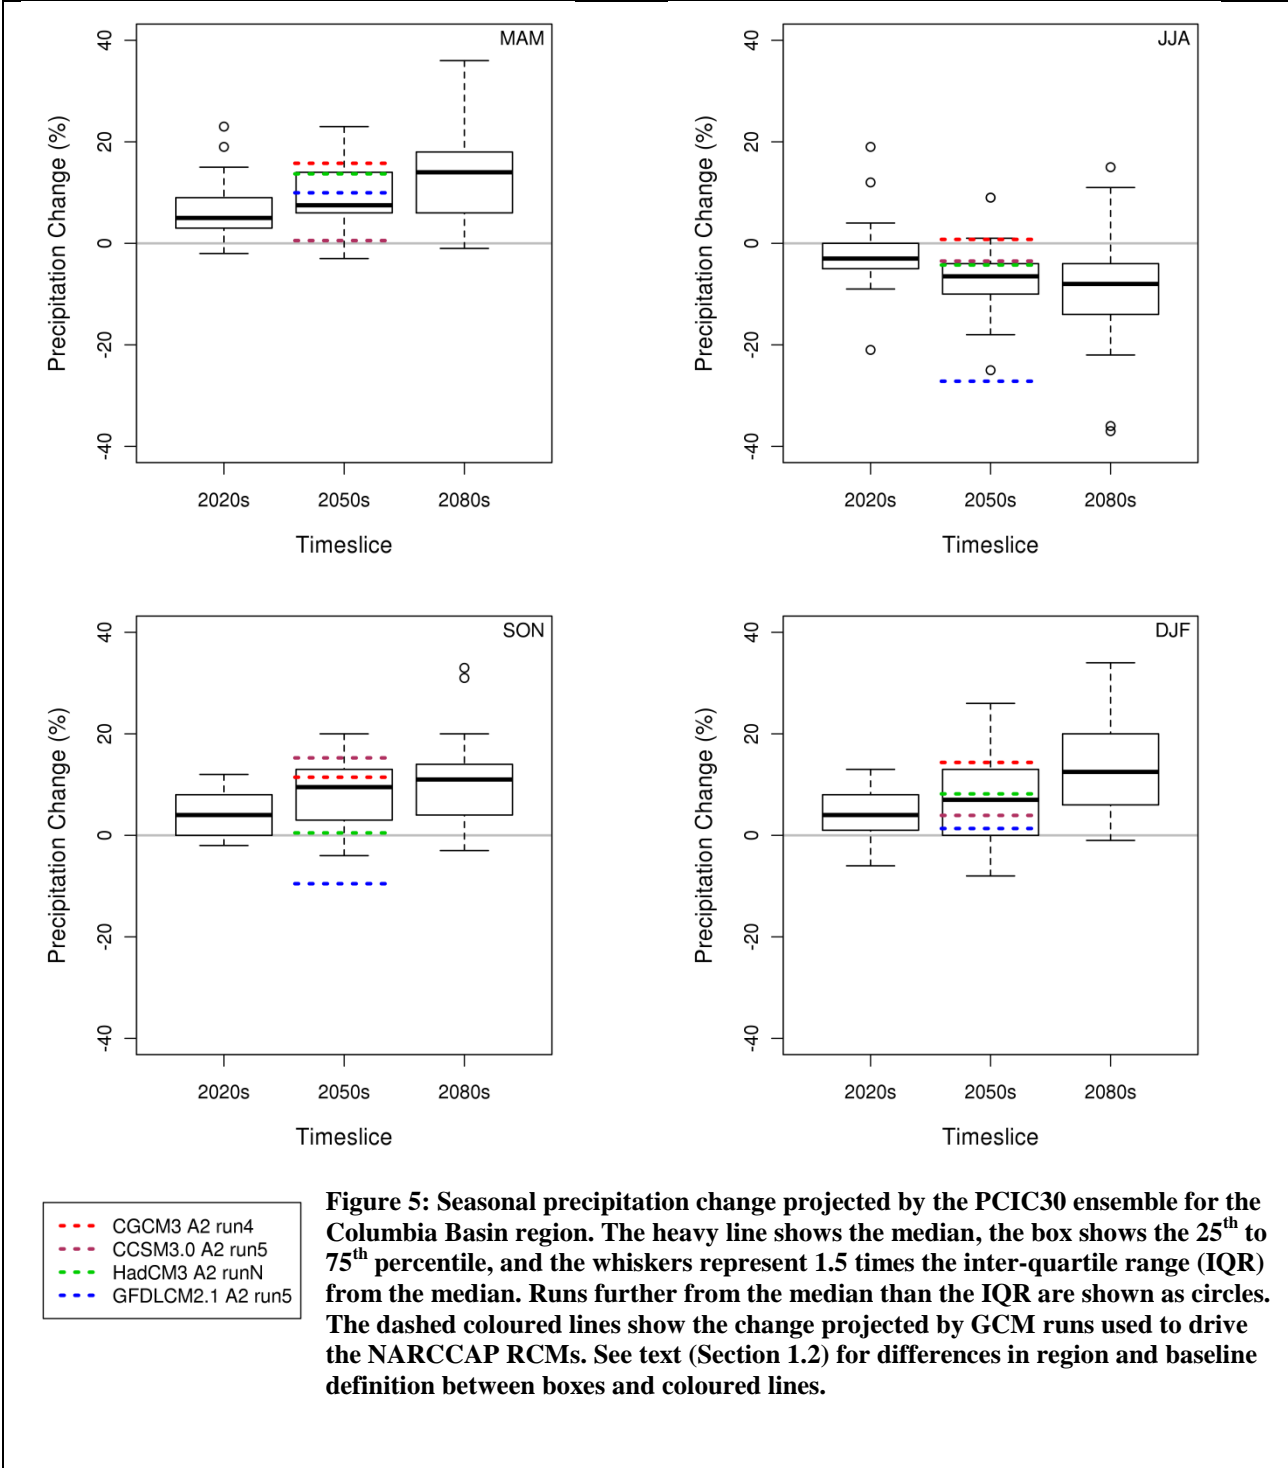 MAM
Precipitation Change (%)
40
20
0
-20
-40
2020s 2050s 2080s
Timeslice
JJA
Precipitation Change (%)
40
20
0
-20
-40
2020s 2050s 2080s
Timeslice
SON
Precipitation Change (%)
40
20
0
-20
-40
2020s 2050s 2080s
Timeslice
DJF
Precipitation Change (%)
40
20
0
-20
-40
2020s 2050s 2080s
Timeslice
CGCM3 A2 run4
CCSM3.0 A2 run5
HadCM3 A2 runN
GFDLCM2.1 A2 run5
Figure 5: Seasonal precipitation change projected by the PCIC30 ensemble for the
Columbia Basin region. The heavy line shows the median, the box shows the 25th to
75th percentile, and the whiskers represent 1.5 times the inter-quartile range (IQR)
from the median. Runs further from the median than the IQR are shown as circles.
The dashed coloured lines show the change projected by GCM runs used to drive
the NARCCAP RCMs. See text (Section 1.2) for differences in region and baseline
definition between boxes and coloured lines.